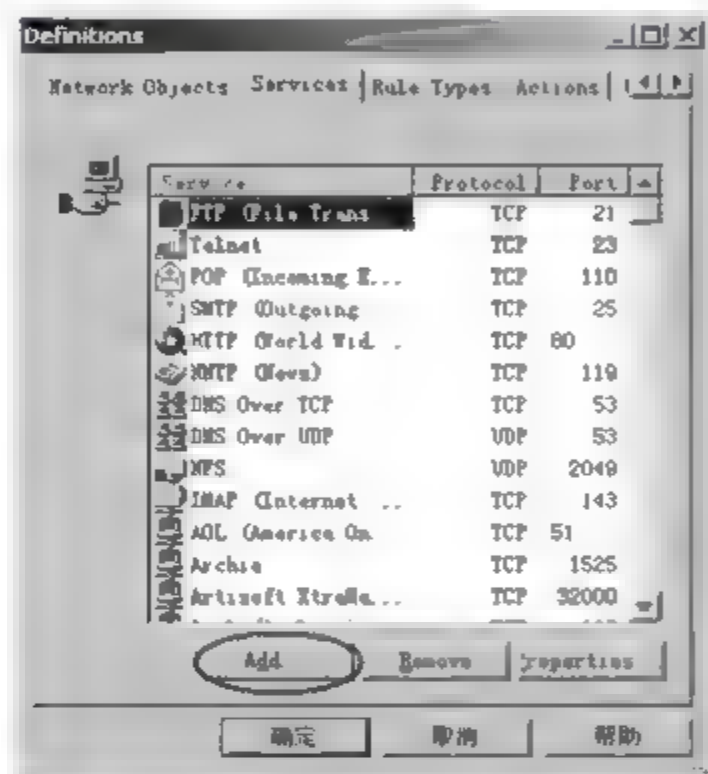 Definitions
Network Objects Services Rule Types Actions
Service Protocol Port
FTP (File Trans TCP 21
Telnet TCP 23
POP (Incoming TCP 110
SMTP (Outgoing TCP 25
HTTP (World Wid. . TCP 80
NNTP (News) TCP 119
DNS Over TCP TCP 53
DNS Over UDP UDP 53
NFS UDP 2049
IMAP (Internet .. TCP 143
AOL (America On TCP 51
Archie TCP 1525
Artisoft TCP 32000
Add Remove roperties
确定 取消 帮助